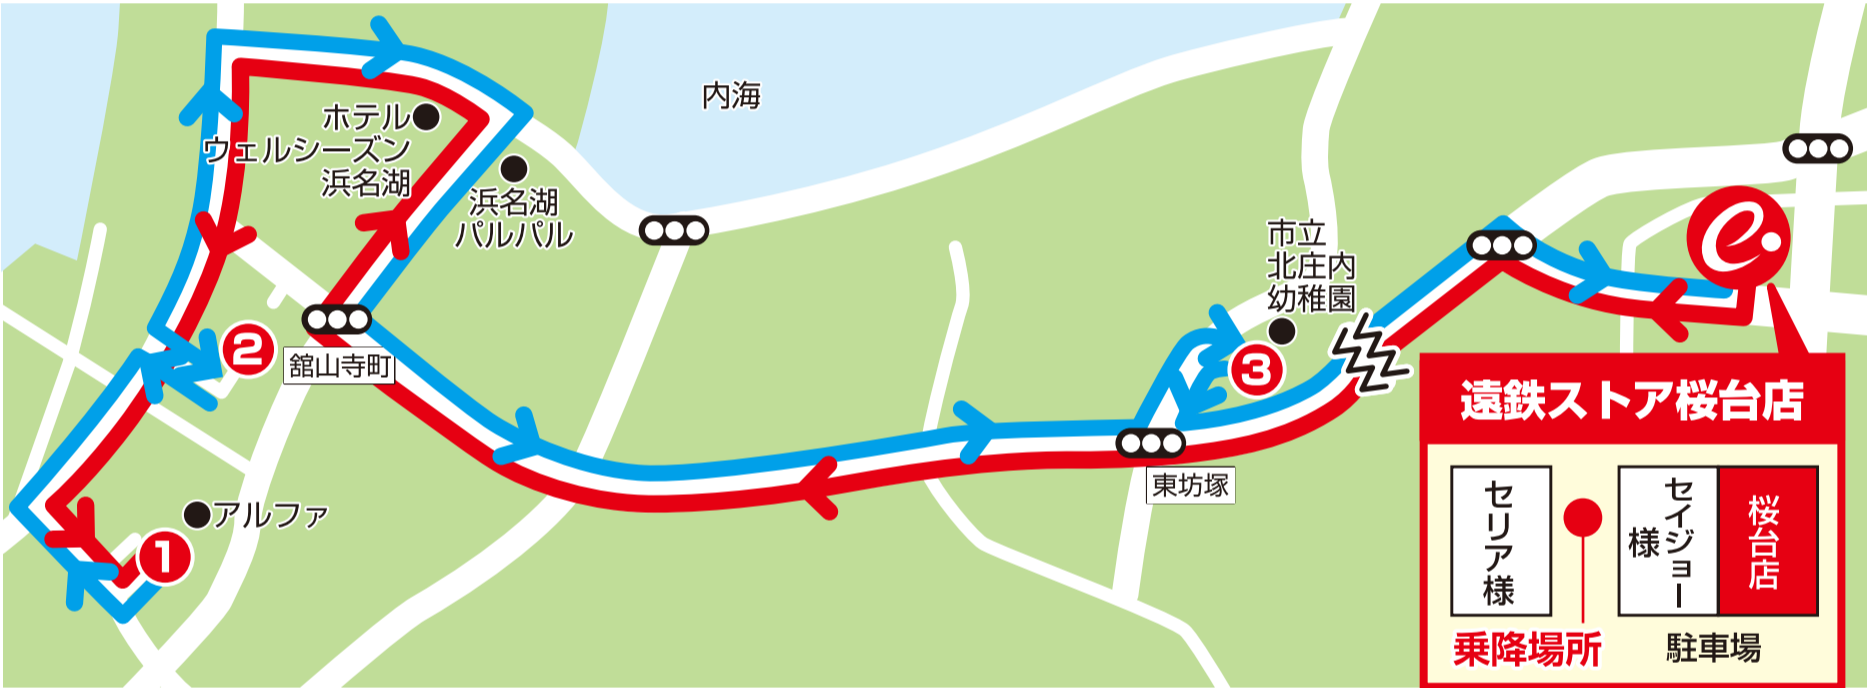 内海
ホテル
ウェルシーズン
浜名湖
浜名湖
パルパル
市立
北庄内
幼稚園
2
舘山寺町
3
遠鉄ストア桜台店
東坊塚
アルファ
1
セリア様
セイジョー
様
桜台店
乗降場所
駐車場